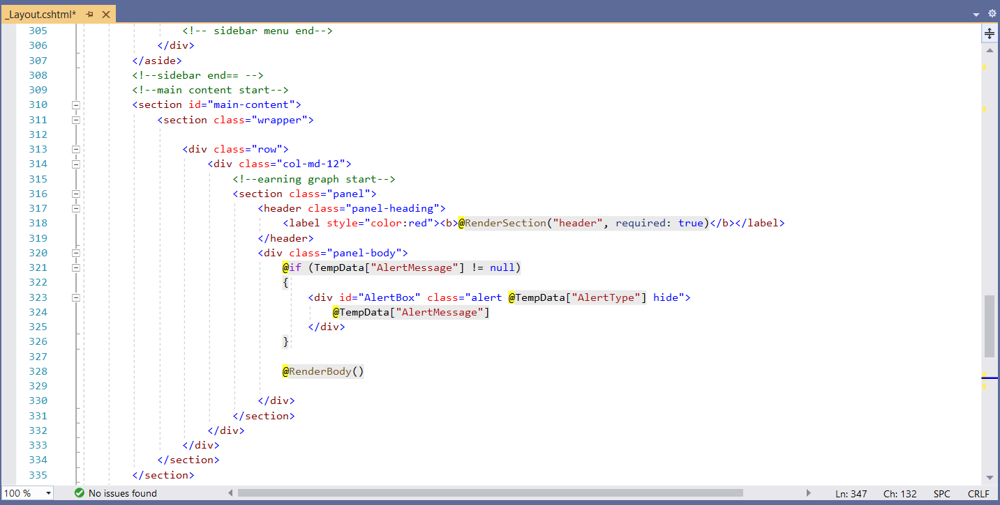 _Layout.cshtml*
305 <!-- sidebar menu end-->
306 </div>
307 </aside>
308 <!--sidebar end== -->
309 <!--main content start-->
310 <section id="main-content">
311 <section class="wrapper">
312
313 <div class="row">
314 <div class="col-md-12">
315 <!--earning graph start-->
316 <section class="panel">
317 <header class="panel-heading">
318 <label style="color:red"><b>@RenderSection("header", required: true)</b></label>
319 </header>
320 <div class="panel-body">
321 @if (TempData["AlertMessage"] != null)
322 {
323 <div id="AlertBox" class="alert @TempData["AlertType"] hide">
324 @TempData["AlertMessage"]
325 </div>
326 }
327
328 @RenderBody()
329
330 </div>
331 </section>
332 </div>
333 </div>
334 </section>
335 </section>
100 % No issues found Ln: 347 Ch: 132 SPC CRLF